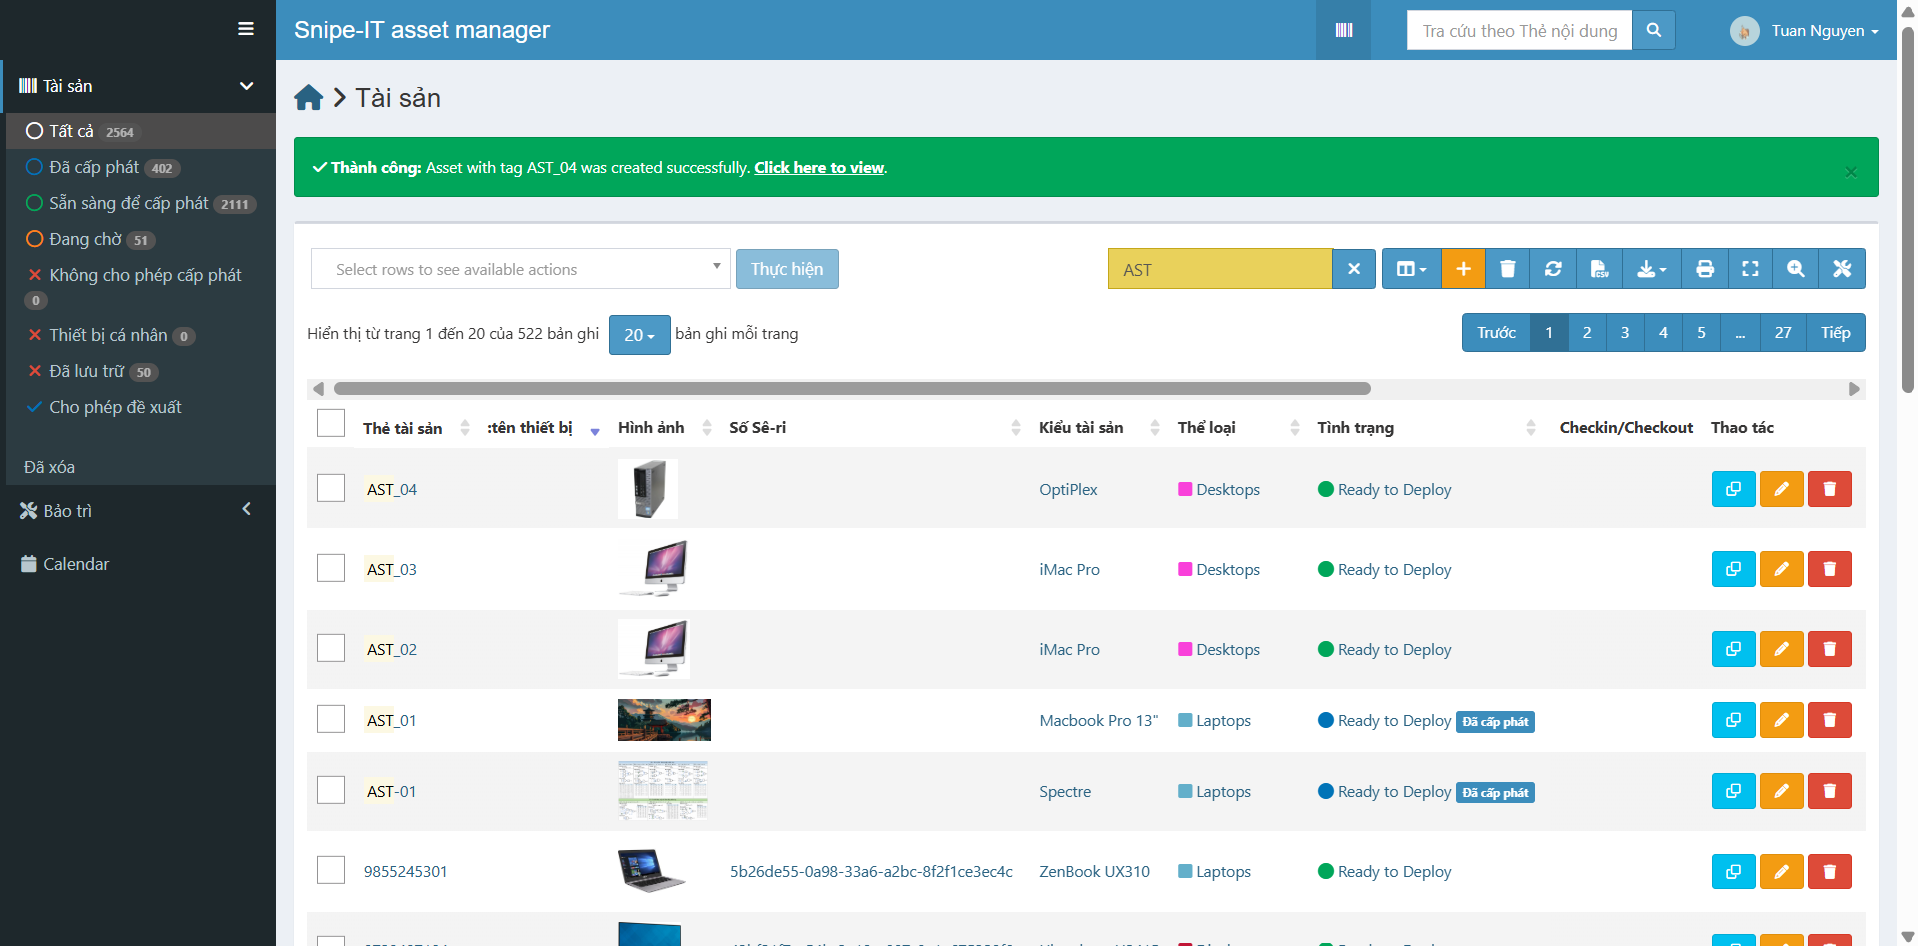 Snipe-IT asset manager
Tra cứu theo Thẻ nội dung
Tuan Nguyen
Tài sản
Tất cả 2564
Đã cấp phát 402
Sẵn sàng để cấp phát 2111
Đang chờ 51
Không cho phép cấp phát
0
Thiết bị cá nhân 0
Đã lưu trữ 50
Cho phép đề xuất
Đã xóa
Bảo trì
Calendar
Tài sản
Thành công: Asset with tag AST_04 was created successfully. Click here to view.
×
Select rows to see available actions
Thực hiện
AST
CSV
Hiển thị từ trang 1 đến 20 của 522 bản ghi 20 bản ghi mỗi trang
Trước 1 2 3 4 5 ... 27 Tiếp
Thẻ tài sản :tên thiết bị Hình ảnh Số Sê-ri Kiểu tài sản Thể loại Tình trạng Checkin/Checkout Thao tác
AST_04 OptiPlex Desktops Ready to Deploy
AST_03 iMac Pro Desktops Ready to Deploy
AST_02 iMac Pro Desktops Ready to Deploy
AST_01 Macbook Pro 13" Laptops Ready to Deploy Đã cấp phát
AST-01 Spectre Laptops Ready to Deploy Đã cấp phát
9855245301 5b26de55-0a98-33a6-a2bc-8f2f1ce3ec4c ZenBook UX310 Laptops Ready to Deploy